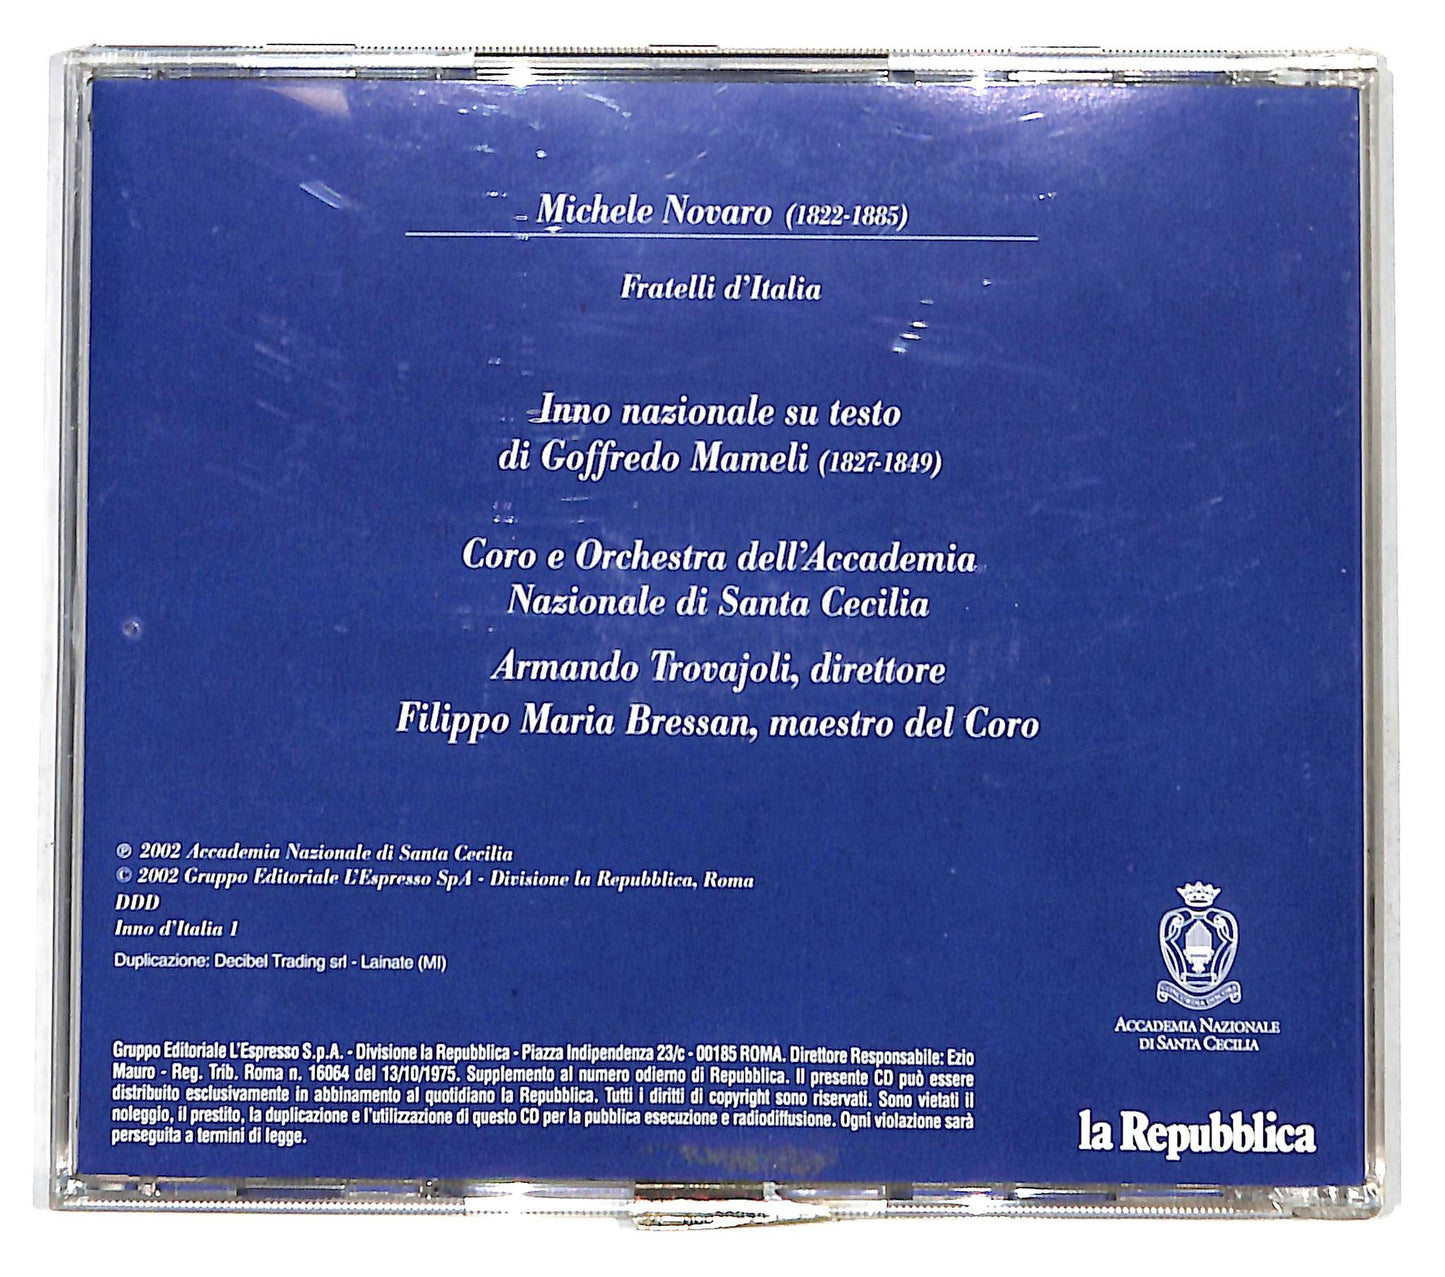 Michele Novaro (1822-1885)
Fratelli d'Italia
Inno nazionale su testo
di Goffredo Mameli (1827-1849)
Coro e Orchestra dell'Accademia
Nazionale di Santa Cecilia
Armando Trovajoli, direttore
Filippo Maria Bressan, maestro del Coro
℗ 2002 Accademia Nazionale di Santa Cecilia
© 2002 Gruppo Editoriale L'Espresso SpA - Divisione la Repubblica, Roma
DDD
Inno d'Italia 1
Duplicazione: Decibel Trading srl - Lainate (MI)
Gruppo Editoriale L'Espresso S.p.A. - Divisione la Repubblica - Piazza Indipendenza 23/c - 00185 ROMA. Direttore Responsabile: Ezio
Mauro - Reg. Trib. Roma n. 16064 del 13/10/1975. Supplemento al numero odierno di Repubblica. Il presente CD può essere
distribuito esclusivamente in abbinamento al quotidiano la Repubblica. Tutti i diritti di copyright sono riservati. Sono vietati il
noleggio, il prestito, la duplicazione e l'utilizzazione di questo CD per la pubblica esecuzione e radiodiffusione. Ogni violazione sarà
perseguita a termini di legge.
ACCADEMIA NAZIONALE
DI SANTA CECILIA
la Repubblica